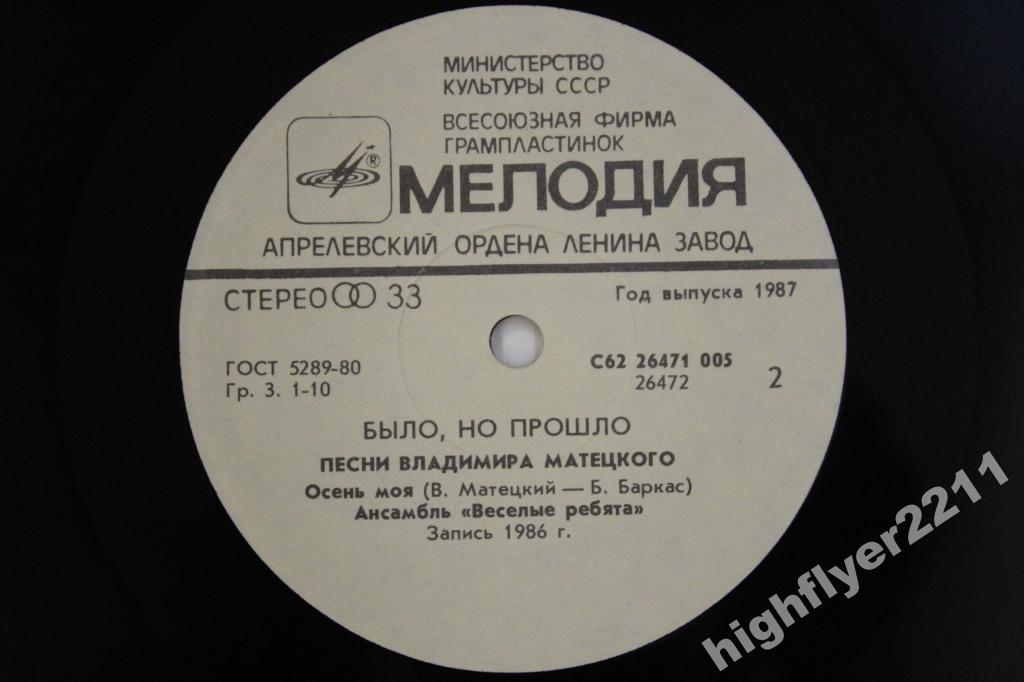 МИНИСТЕРСТВО
КУЛЬТУРЫ СССР
ВСЕСОЮЗНАЯ ФИРМА
ГРАМПЛАСТИНОК
®
МЕЛОДИЯ
АПРЕЛЕВСКИЙ ОРДЕНА ЛЕНИНА ЗАВОД
СТЕРЕО 33
Год выпуска 1987
ГОСТ 5289-80
Гр. 3. 1-10
С62 26471 005
26472
2
БЫЛО, НО ПРОШЛО
ПЕСНИ ВЛАДИМИРА МАТЕЦКОГО
Осень моя (В. Матецкий — Б. Баркас)
Ансамбль «Веселые ребята»
Запись 1986 г.
highflyer2211